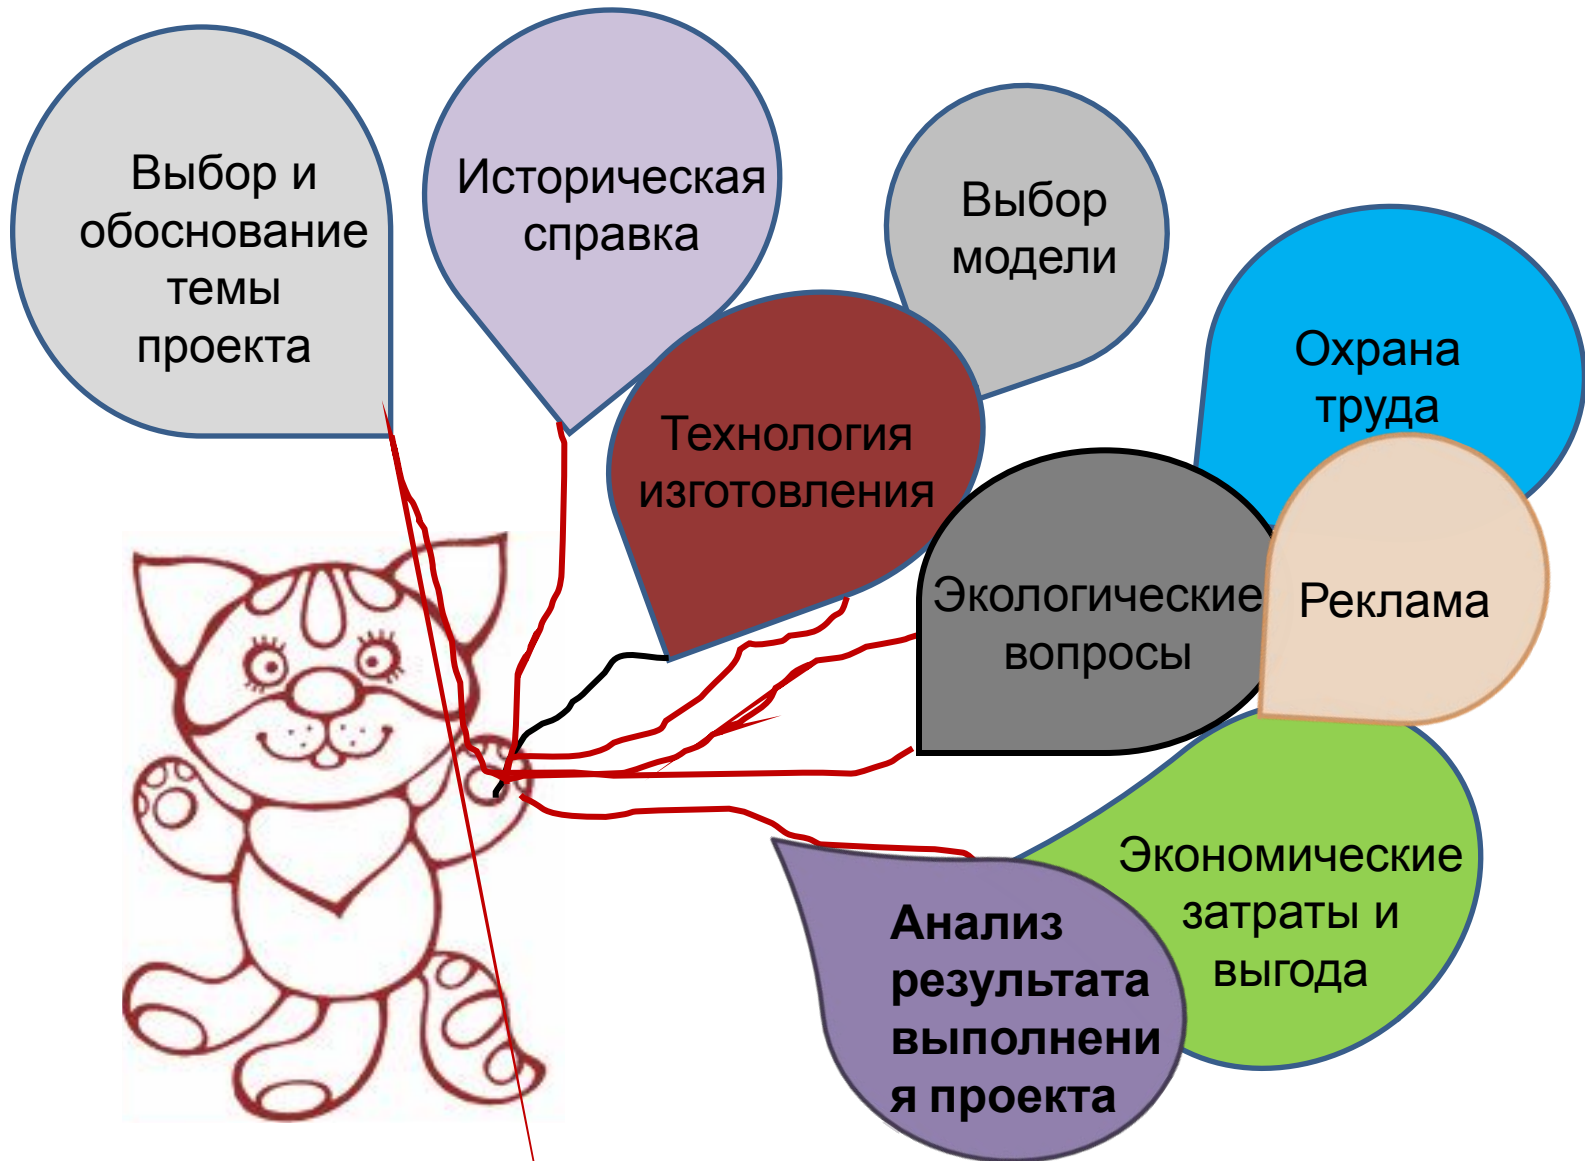 Выбор и
обоснование
темы
проекта
Историческая
справка
Выбор
модели
Охрана
труда
Технология
изготовления
Экологические
вопросы
Реклама
Экономические
затраты и
выгода
Анализ
результата
выполнени
я проекта